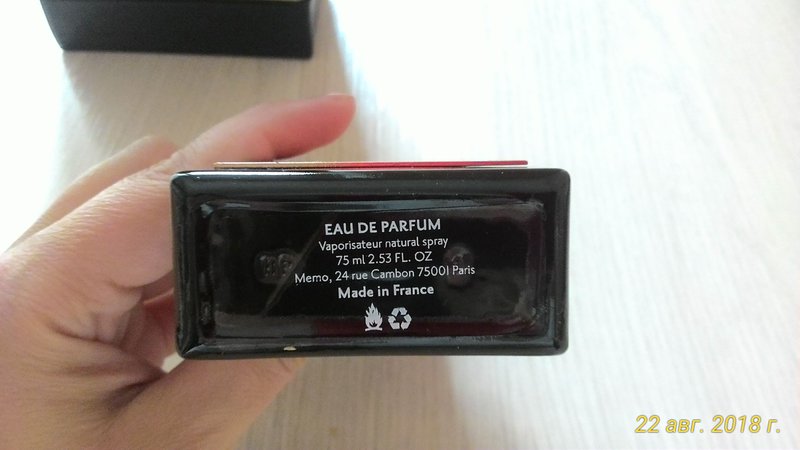 EAU DE PARFUM
Vaporisateur natural spray
75 ml 2.53 FL. OZ
Memo, 24 rue Cambon 75001 Paris
Made in France
22 авг. 2018 г.